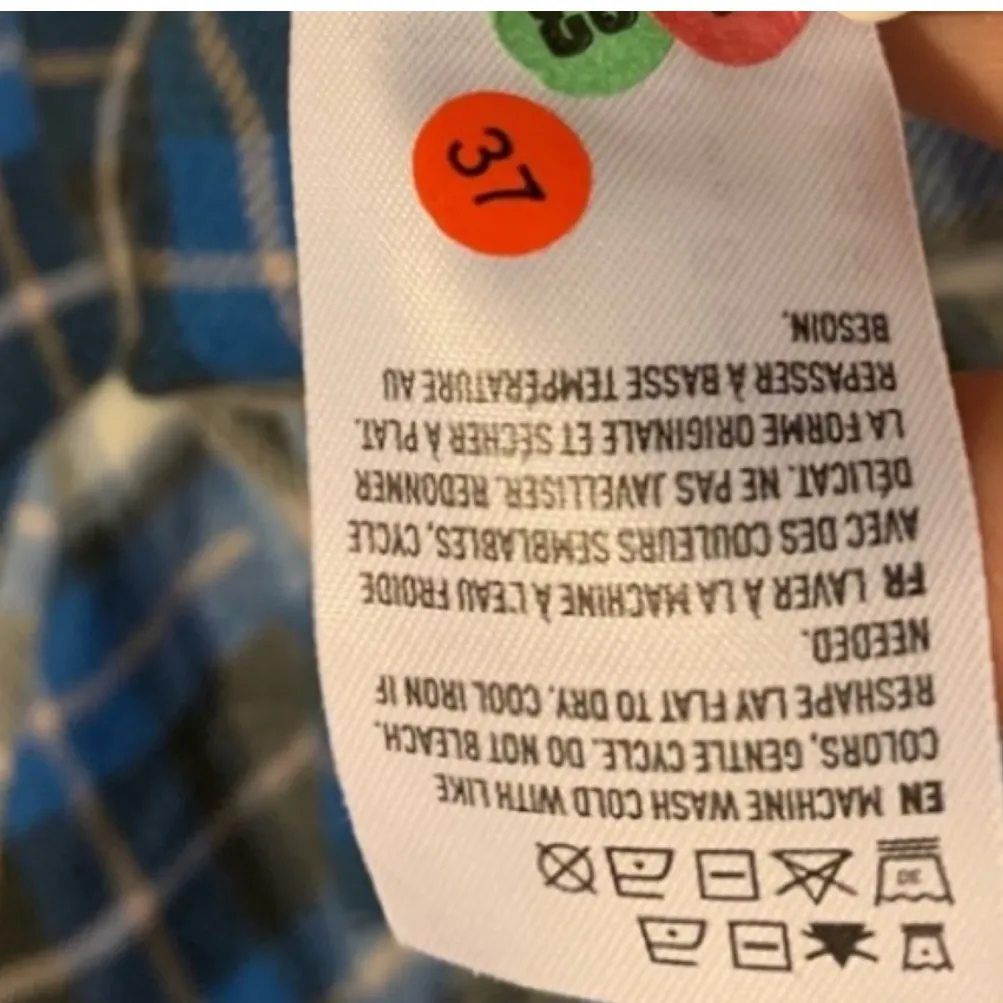 30
EN MACHINE WASH COLD WITH LIKE
COLORS, GENTLE CYCLE. DO NOT BLEACH.
RESHAPE LAY FLAT TO DRY. COOL IRON IF
NEEDED.
FR LAVER À LA MACHINE À L'EAU FROIDE
AVEC DES COULEURS SEMBLABLES, CYCLE
DÉLICAT. NE PAS JAVELLISER. REDONNER
LA FORME ORIGINALE ET SÉCHER À PLAT.
REPASSER À BASSE TEMPÉRATURE AU
BESOIN.
37